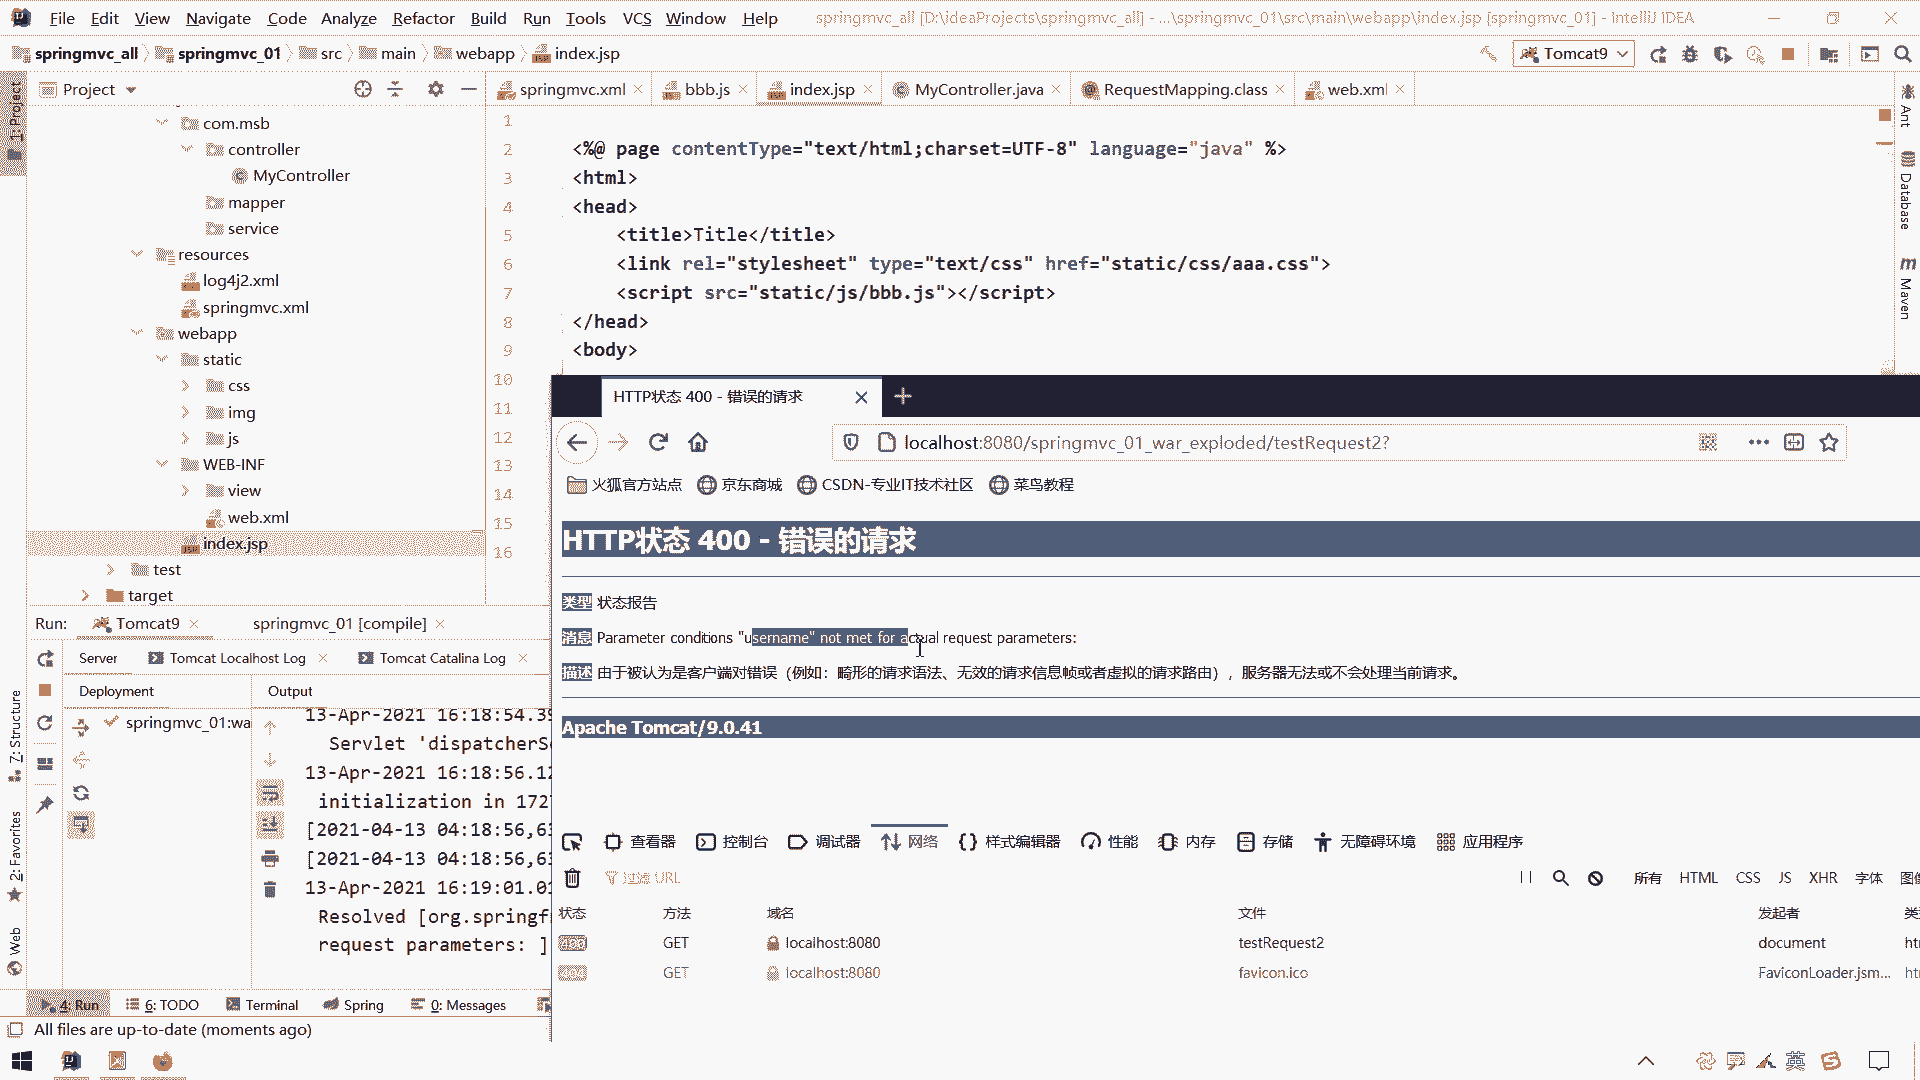 File Edit View Navigate Code Analyze Refactor Build Run Tools VCS Window Help springmvc_all [D:\ideaProjects\springmvc_all] - ...\springmvc_01\src\main\webapp\index.jsp [springmvc_01] - IntelliJ IDEA
springmvc_all springmvc_01 src main webapp index.jsp Tomcat9
Project springmvc.xml bbb.js index.jsp MyController.java RequestMapping.class web.xml
1: Project
Ant
Database
Maven
com.msb
controller
MyController
mapper
service
resources
log4j2.xml
springmvc.xml
webapp
static
css
img
js
WEB-INF
view
web.xml
index.jsp
test
target
1
2 <%@ page contentType="text/html;charset=UTF-8" language="java" %>
3 <html>
4 <head>
5 <title>Title</title>
6 <link rel="stylesheet" type="text/css" href="static/css/aaa.css">
7 <script src="static/js/bbb.js"></script>
8 </head>
9 <body>
10
11
12
13
14
15
16
HTTP状态 400 - 错误的请求
localhost:8080/springmvc_01_war_exploded/testRequest2?
火狐官方站点 京东商城 CSDN-专业IT技术社区 菜鸟教程
HTTP状态 400 - 错误的请求
类型 状态报告
消息 Parameter conditions "username" not met for actual request parameters:
描述 由于被认为是客户端对错误（例如：畸形的请求语法、无效的请求信息帧或者虚拟的请求路由），服务器无法或不会处理当前请求。
Apache Tomcat/9.0.41
查看器 控制台 调试器 网络 样式编辑器 性能 内存 存储 无障碍环境 应用程序
过滤 URL 所有 HTML CSS JS XHR 字体 图像
状态 方法 域名 文件 发起者
400 GET localhost:8080 testRequest2 document
404 GET localhost:8080 favicon.ico FaviconLoader.jsm...
Run: Tomcat9 springmvc_01 [compile]
Server Tomcat Localhost Log Tomcat Catalina Log
Deployment Output
springmvc_01:wa
13-Apr-2021 16:18:54.39
Servlet 'dispatcherSe
13-Apr-2021 16:18:56.12
initialization in 172
[2021-04-13 04:18:56,63
[2021-04-13 04:18:56,63
13-Apr-2021 16:19:01.01
Resolved [org.springf
request parameters: ]
7: Structure
2: Favorites
Web
4: Run 6: TODO Terminal Spring 0: Messages
All files are up-to-date (moments ago)
英